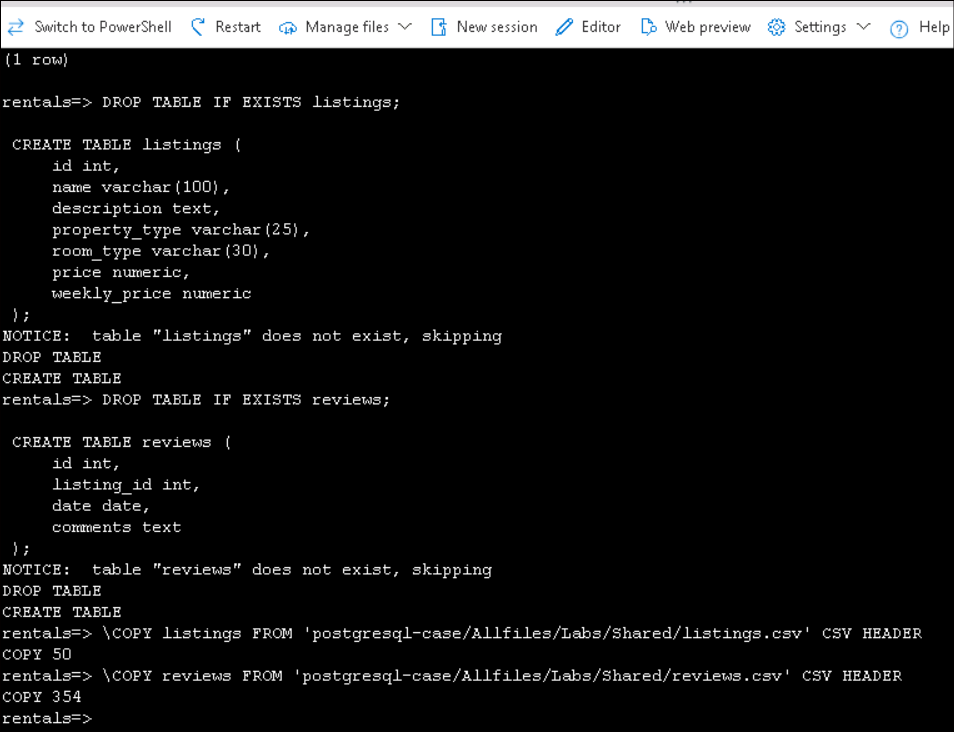 Switch to PowerShell Restart Manage files New session Editor Web preview Settings Help
(1 row)
rentals=> DROP TABLE IF EXISTS listings;
CREATE TABLE listings (
id int,
name varchar(100),
description text,
property_type varchar(25),
room_type varchar(30),
price numeric,
weekly_price numeric
);
NOTICE:  table "listings" does not exist, skipping
DROP TABLE
CREATE TABLE
rentals=> DROP TABLE IF EXISTS reviews;
CREATE TABLE reviews (
id int,
listing_id int,
date date,
comments text
);
NOTICE:  table "reviews" does not exist, skipping
DROP TABLE
CREATE TABLE
rentals=> \COPY listings FROM 'postgresql-case/Allfiles/Labs/Shared/listings.csv' CSV HEADER
COPY 50
rentals=> \COPY reviews FROM 'postgresql-case/Allfiles/Labs/Shared/reviews.csv' CSV HEADER
COPY 354
rentals=>